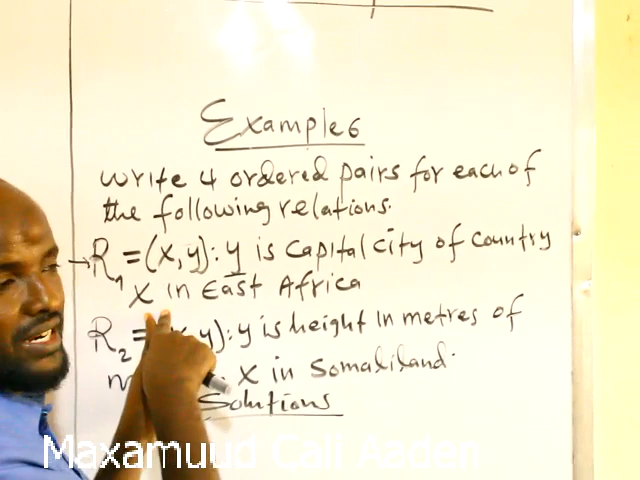 Example 6
write 4 ordered pairs for each of
the following relations.
→ R₁ = (x, y): y is capital city of country
x in East Africa
R₂ = y): y is height in metres of
x in Somaliland.
Solutions
Maxamuud Cali Aaden